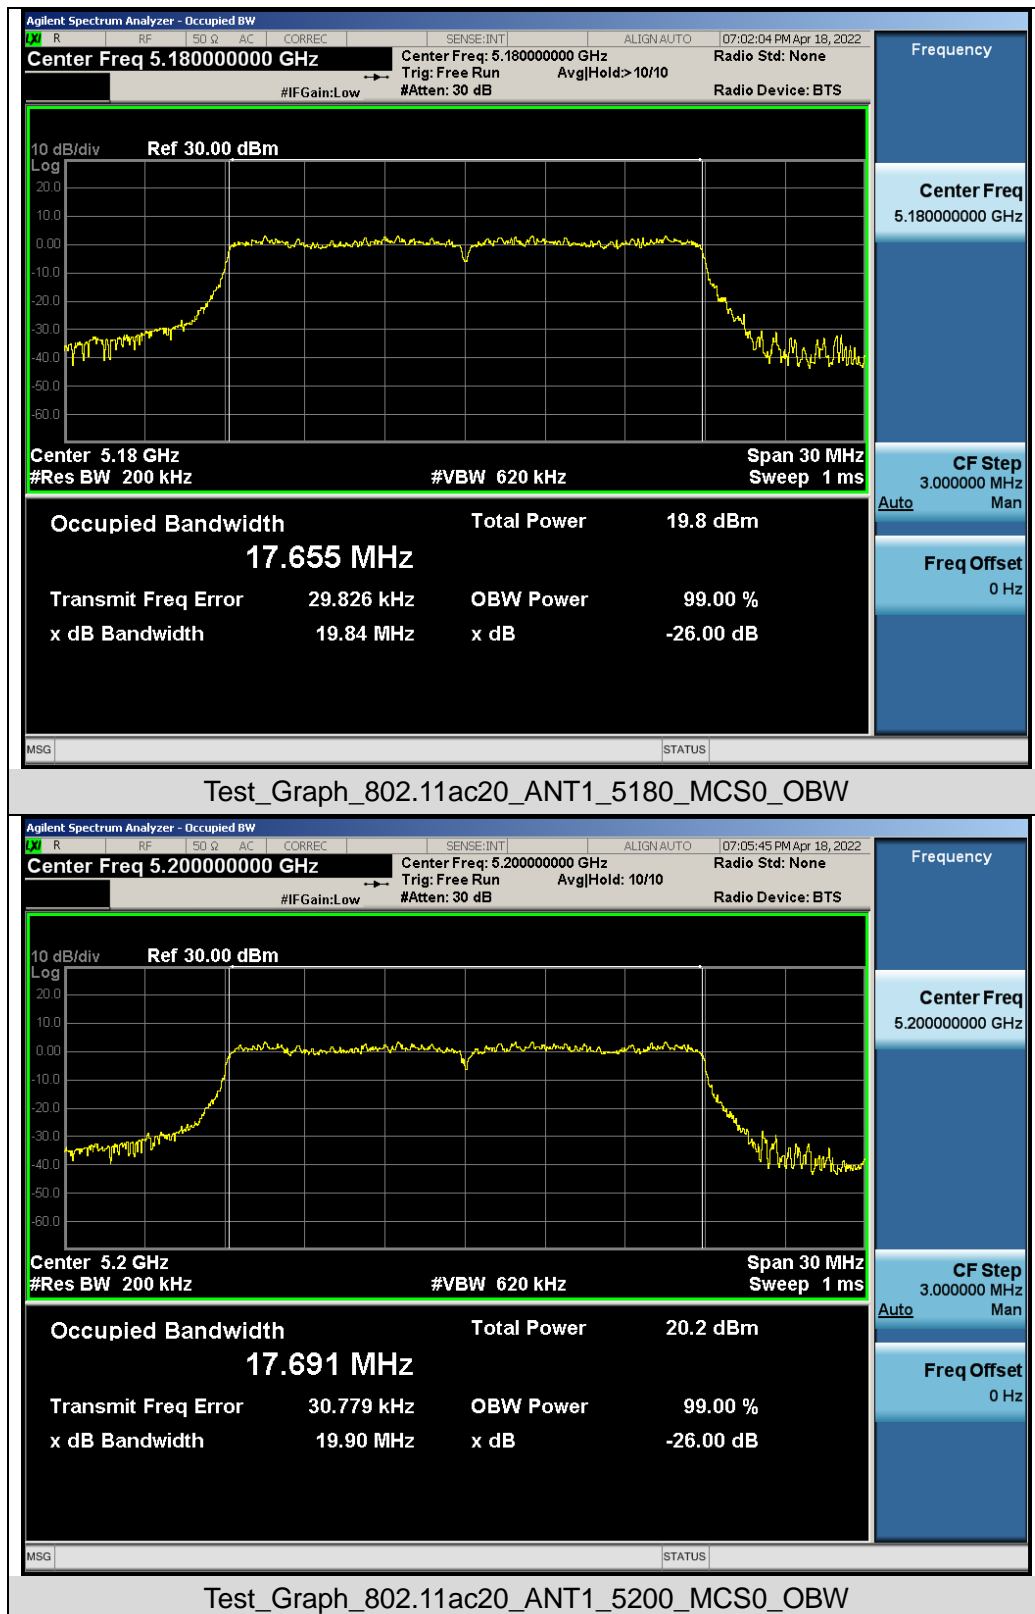 Agilent Spectrum Analyzer - Occupied BW
LXI R RF 50 Ω AC CORREC SENSE:INT ALIGN AUTO 07:02:04 PM Apr 18, 2022
Center Freq 5.180000000 GHz Center Freq: 5.180000000 GHz Radio Std: None Frequency
Trig: Free Run Avg|Hold:> 10/10
#IFGain:Low #Atten: 30 dB Radio Device: BTS
10 dB/div Ref 30.00 dBm
Log
20.0
10.0
0.00
-10.0
-20.0
-30.0
-40.0
-50.0
-60.0
Center Freq
5.180000000 GHz
Center 5.18 GHz Span 30 MHz
#Res BW 200 kHz #VBW 620 kHz Sweep 1 ms
CF Step
3.000000 MHz
Auto Man
Occupied Bandwidth Total Power 19.8 dBm
17.655 MHz
Freq Offset
0 Hz
Transmit Freq Error 29.826 kHz OBW Power 99.00 %
x dB Bandwidth 19.84 MHz x dB -26.00 dB
MSG STATUS
Test_Graph_802.11ac20_ANT1_5180_MCS0_OBW
Agilent Spectrum Analyzer - Occupied BW
LXI R RF 50 Ω AC CORREC SENSE:INT ALIGN AUTO 07:05:45 PM Apr 18, 2022
Center Freq 5.200000000 GHz Center Freq: 5.200000000 GHz Radio Std: None Frequency
Trig: Free Run Avg|Hold: 10/10
#IFGain:Low #Atten: 30 dB Radio Device: BTS
10 dB/div Ref 30.00 dBm
Log
20.0
10.0
0.00
-10.0
-20.0
-30.0
-40.0
-50.0
-60.0
Center Freq
5.200000000 GHz
Center 5.2 GHz Span 30 MHz
#Res BW 200 kHz #VBW 620 kHz Sweep 1 ms
CF Step
3.000000 MHz
Auto Man
Occupied Bandwidth Total Power 20.2 dBm
17.691 MHz
Freq Offset
0 Hz
Transmit Freq Error 30.779 kHz OBW Power 99.00 %
x dB Bandwidth 19.90 MHz x dB -26.00 dB
MSG STATUS
Test_Graph_802.11ac20_ANT1_5200_MCS0_OBW